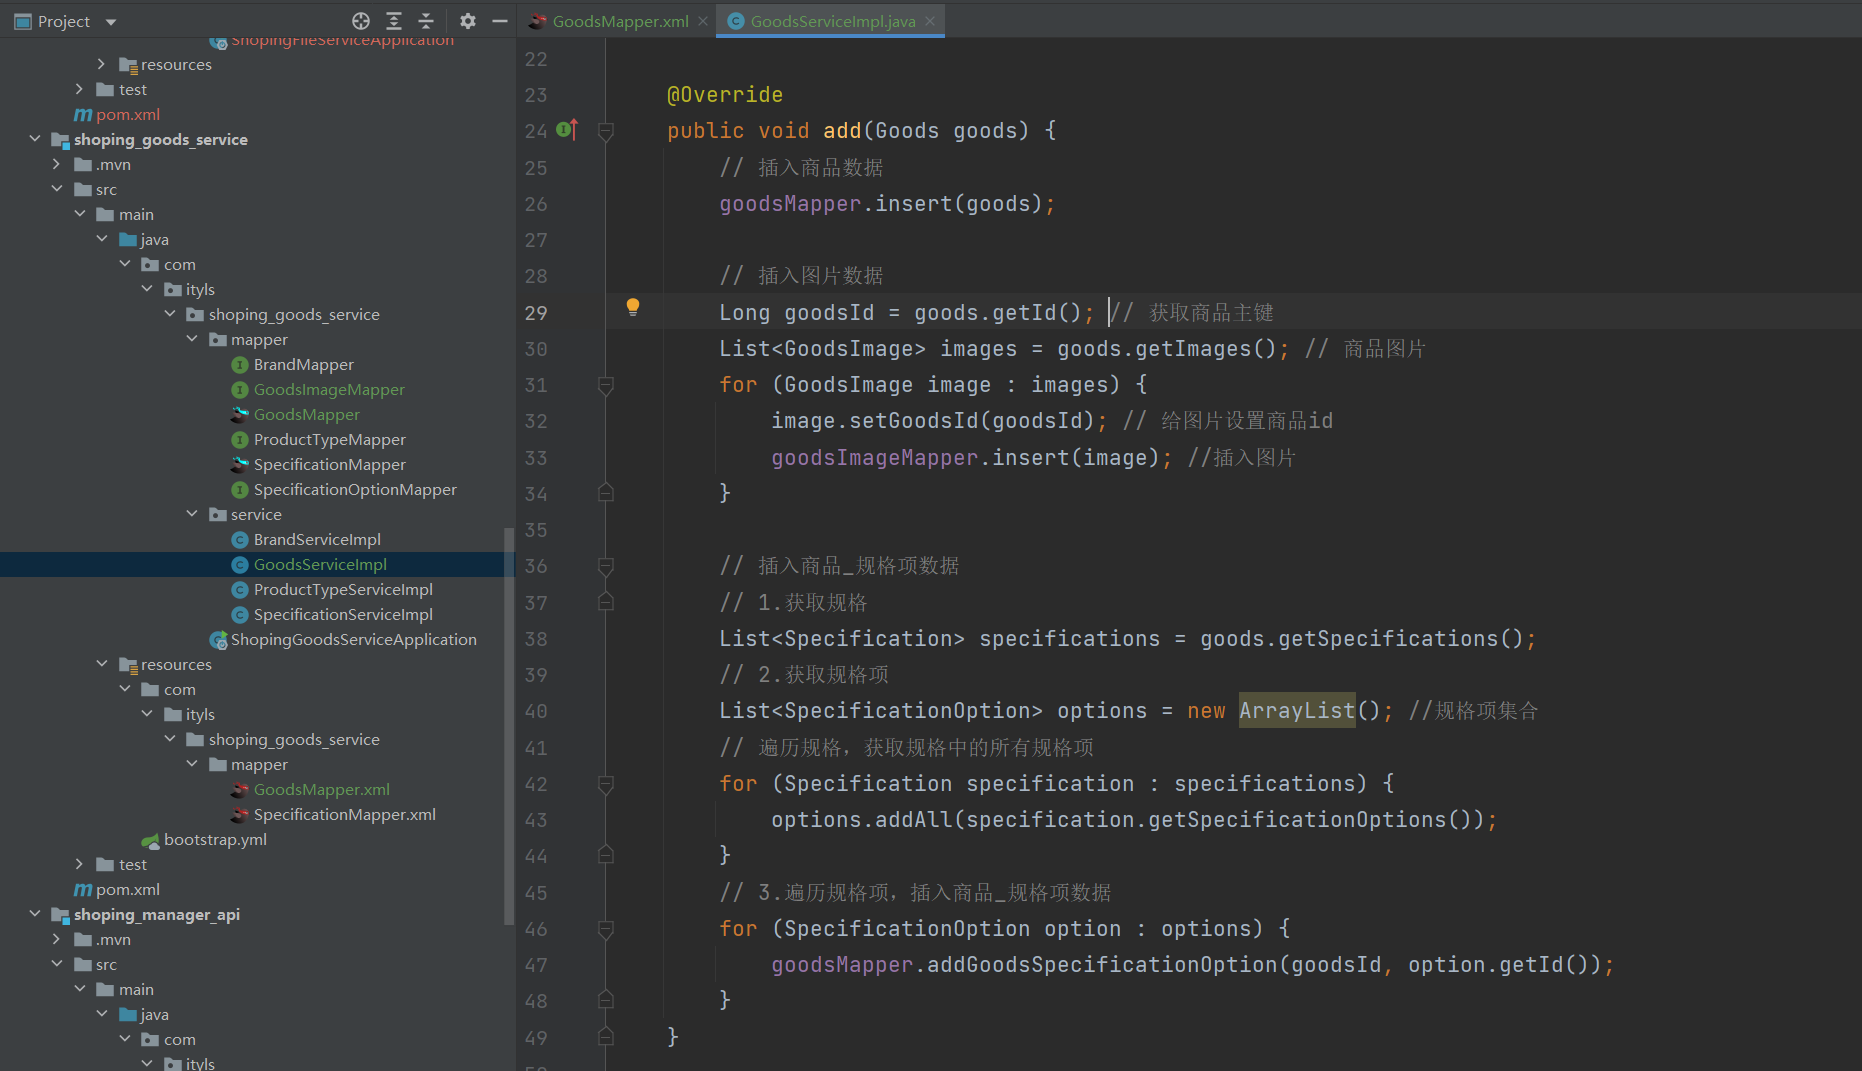 Project
ShopingFileServiceApplication
resources
test
pom.xml
shoping_goods_service
.mvn
src
main
java
com
ityls
shoping_goods_service
mapper
BrandMapper
GoodsImageMapper
GoodsMapper
ProductTypeMapper
SpecificationMapper
SpecificationOptionMapper
service
BrandServiceImpl
GoodsServiceImpl
ProductTypeServiceImpl
SpecificationServiceImpl
ShopingGoodsServiceApplication
resources
com
ityls
shoping_goods_service
mapper
GoodsMapper.xml
SpecificationMapper.xml
bootstrap.yml
test
pom.xml
shoping_manager_api
.mvn
src
main
java
com
ityls
GoodsMapper.xml GoodsServiceImpl.java
22
23 @Override
24 public void add(Goods goods) {
25 // 插入商品数据
26 goodsMapper.insert(goods);
27
28 // 插入图片数据
29 Long goodsId = goods.getId(); // 获取商品主键
30 List<GoodsImage> images = goods.getImages(); // 商品图片
31 for (GoodsImage image : images) {
32 image.setGoodsId(goodsId); // 给图片设置商品id
33 goodsImageMapper.insert(image); //插入图片
34 }
35
36 // 插入商品_规格项数据
37 // 1.获取规格
38 List<Specification> specifications = goods.getSpecifications();
39 // 2.获取规格项
40 List<SpecificationOption> options = new ArrayList(); //规格项集合
41 // 遍历规格，获取规格中的所有规格项
42 for (Specification specification : specifications) {
43 options.addAll(specification.getSpecificationOptions());
44 }
45 // 3.遍历规格项，插入商品_规格项数据
46 for (SpecificationOption option : options) {
47 goodsMapper.addGoodsSpecificationOption(goodsId, option.getId());
48 }
49 }